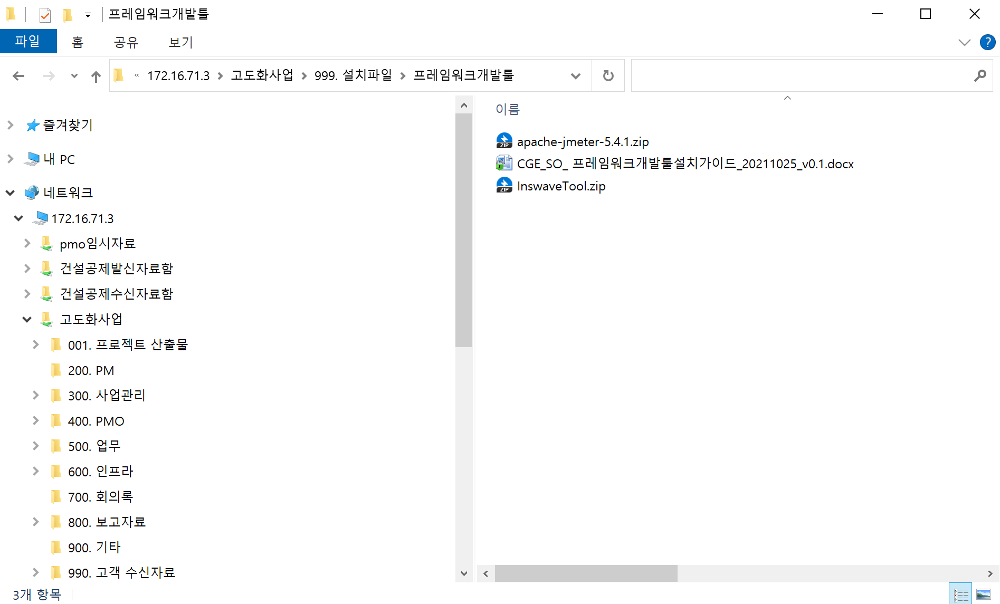 프레임워크개발툴
파일 홈 공유 보기
« 172.16.71.3 고도화사업 999. 설치파일 프레임워크개발툴
즐겨찾기
내 PC
네트워크
172.16.71.3
pmo임시자료
건설공제발신자료함
건설공제수신자료함
고도화사업
001. 프로젝트 산출물
200. PM
300. 사업관리
400. PMO
500. 업무
600. 인프라
700. 회의록
800. 보고자료
900. 기타
990. 고객 수신자료
이름
apache-jmeter-5.4.1.zip
CGE_SO_ 프레임워크개발툴설치가이드_20211025_v0.1.docx
InswaveTool.zip
3개 항목